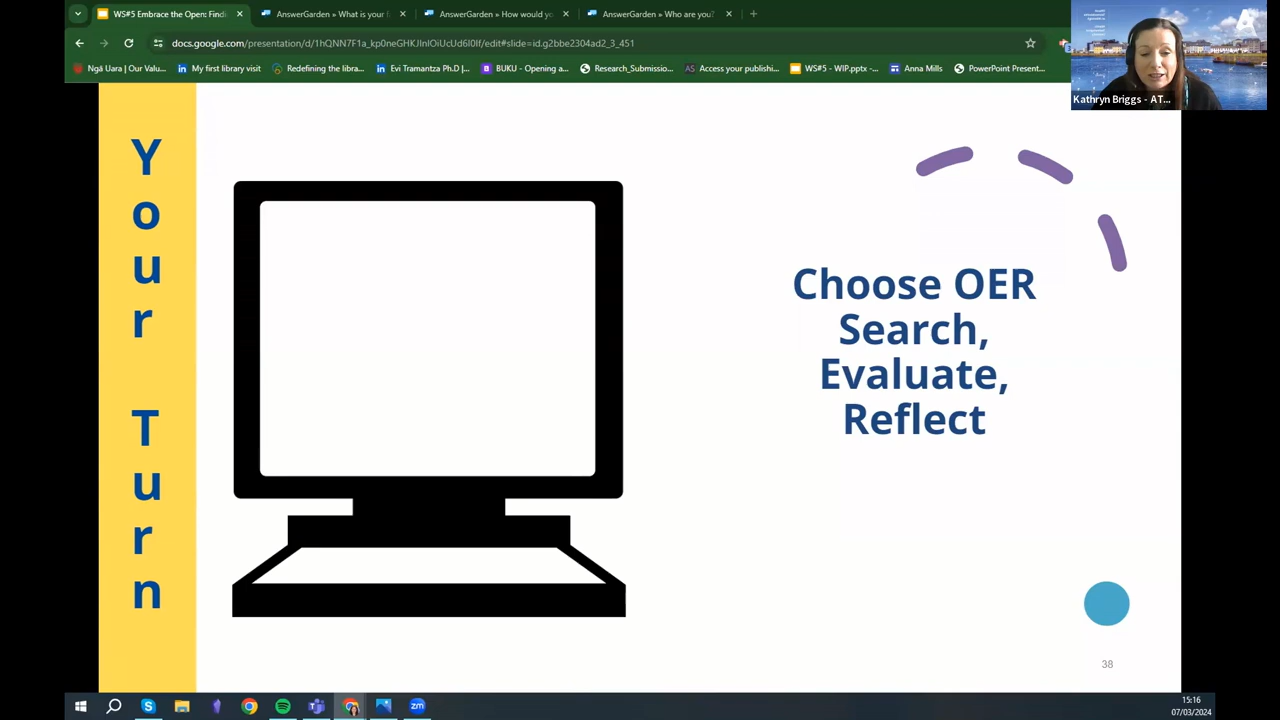 WS#5 Embrace the Open: Findi
AnswerGarden » What is your f
AnswerGarden » How would yo
AnswerGarden » Who are you?
docs.google.com/presentation/d/1hQNN7F1a_kp0neGHKJInIOiUcUd6I0If/edit#slide=id.g2bbe2304ad2_3_451
Ngā Uara | Our Valu...
My first library visit
Redefining the libra...
Evi Tramantza Ph.D.|...
BUKU - Opening a...
Research_Submissio...
Access your publishi...
WS#5 - WIP.pptx -...
Anna Mills
PowerPoint Present...
Kathryn Briggs - AT...
Your Turn
Choose OER
Search,
Evaluate,
Reflect
38
15:16
07/03/2024